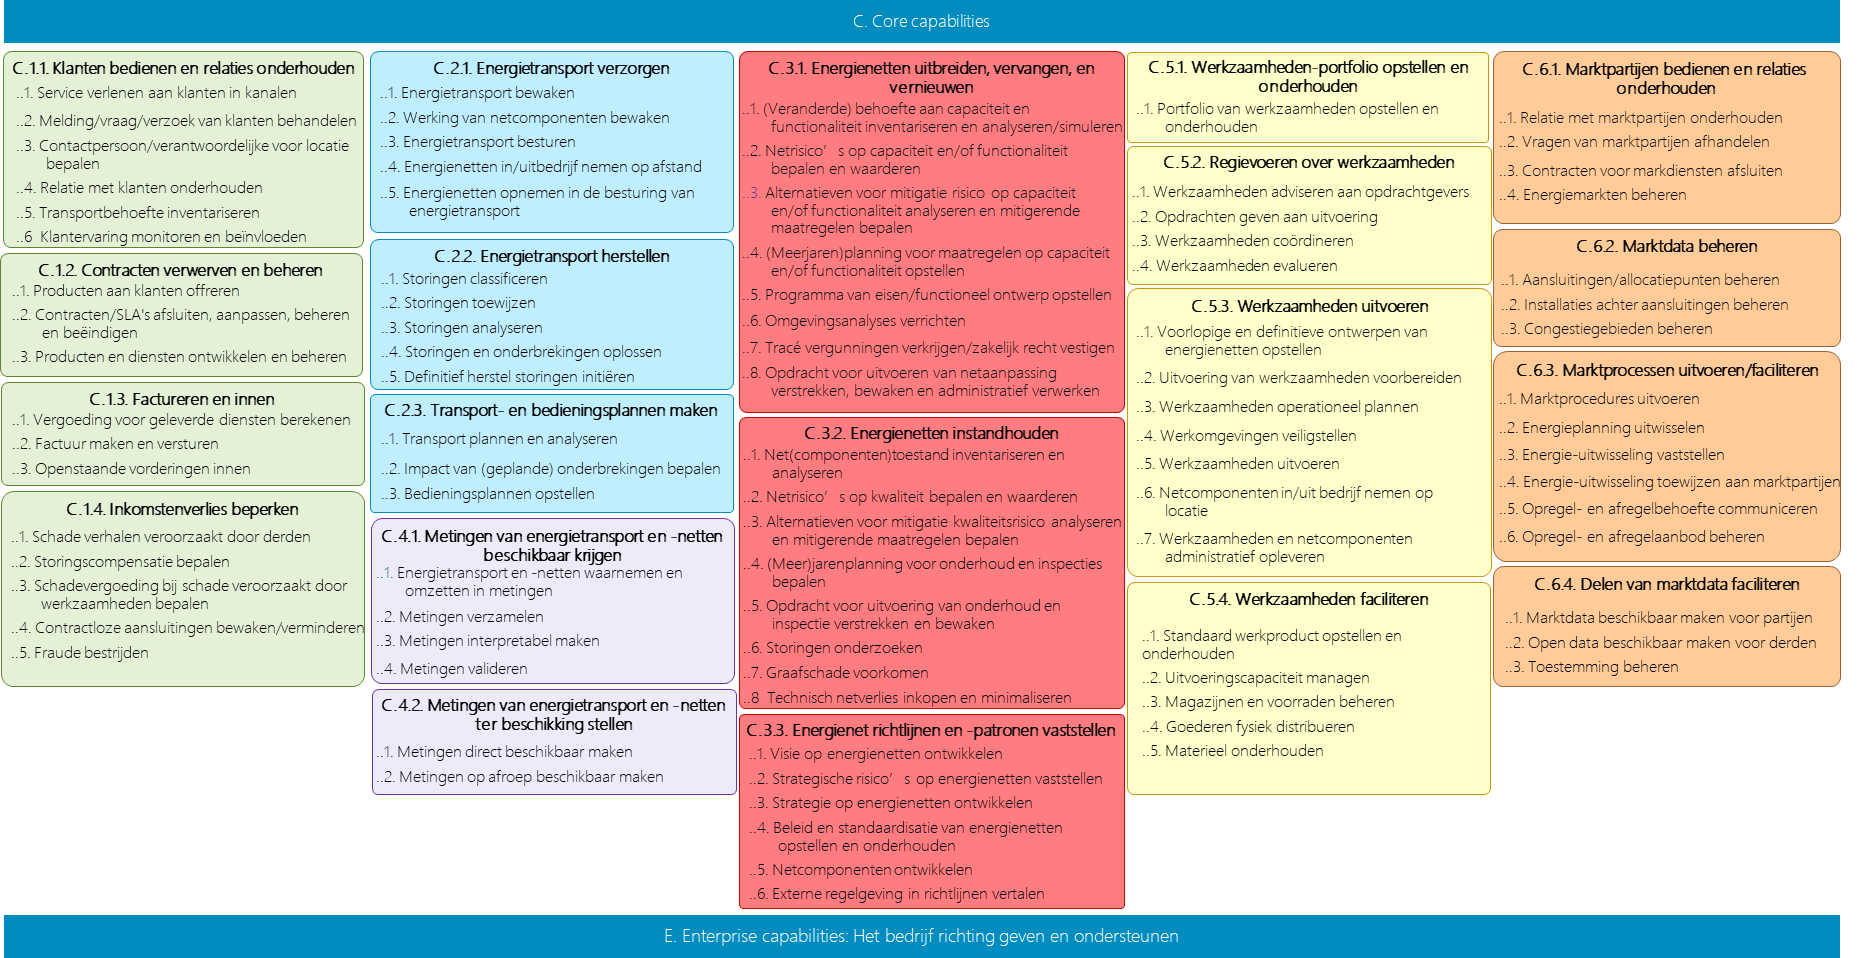 C. Core capabilities
C.1.1. Klanten bedienen en relaties onderhouden
..1. Service verlenen aan klanten in kanalen
..2. Melding/vraag/verzoek van klanten behandelen
..3. Contactpersoon/verantwoordelijke voor locatie
bepalen
..4. Relatie met klanten onderhouden
..5. Transportbehoefte inventariseren
..6 Klantervaring monitoren en beïnvloeden
C.1.2. Contracten verwerven en beheren
..1. Producten aan klanten offreren
..2. Contracten/SLA's afsluiten, aanpassen, beheren
en beëindigen
..3. Producten en diensten ontwikkelen en beheren
C.1.3. Factureren en innen
..1. Vergoeding voor geleverde diensten berekenen
..2. Factuur maken en versturen
..3. Openstaande vorderingen innen
C.1.4. Inkomstenverlies beperken
..1. Schade verhalen veroorzaakt door derden
..2. Storingscompensatie bepalen
..3. Schadevergoeding bij schade veroorzaakt door
werkzaamheden bepalen
..4. Contractloze aansluitingen bewaken/verminderen
..5. Fraude bestrijden
C.2.1. Energietransport verzorgen
..1. Energietransport bewaken
..2. Werking van netcomponenten bewaken
..3. Energietransport besturen
..4. Energienetten in/uitbedrijf nemen op afstand
..5. Energienetten opnemen in de besturing van
energietransport
C.2.2. Energietransport herstellen
..1. Storingen classificeren
..2. Storingen toewijzen
..3. Storingen analyseren
..4. Storingen en onderbrekingen oplossen
..5. Definitief herstel storingen initiëren
C.2.3. Transport- en bedieningsplannen maken
..1. Transport plannen en analyseren
..2. Impact van (geplande) onderbrekingen bepalen
..3. Bedieningsplannen opstellen
C.4.1. Metingen van energietransport en -netten
beschikbaar krijgen
..1. Energietransport en -netten waarnemen en
omzetten in metingen
..2. Metingen verzamelen
..3. Metingen interpretabel maken
..4. Metingen valideren
C.4.2. Metingen van energietransport en -netten
ter beschikking stellen
..1. Metingen direct beschikbaar maken
..2. Metingen op afroep beschikbaar maken
C.3.1. Energienetten uitbreiden, vervangen, en
vernieuwen
..1. (Veranderde) behoefte aan capaciteit en
functionaliteit inventariseren en analyseren/simuleren
..2. Netrisico’s op capaciteit en/of functionaliteit
bepalen en waarderen
..3. Alternatieven voor mitigatie risico op capaciteit
en/of functionaliteit analyseren en mitigerende
maatregelen bepalen
..4. (Meerjaren)planning voor maatregelen op capaciteit
en/of functionaliteit opstellen
..5. Programma van eisen/functioneel ontwerp opstellen
..6. Omgevingsanalyses verrichten
..7. Tracé vergunningen verkrijgen/zakelijk recht vestigen
..8. Opdracht voor uitvoeren van netaanpassing
verstrekken, bewaken en administratief verwerken
C.3.2. Energienetten instandhouden
..1. Net(componenten)toestand inventariseren en
analyseren
..2. Netrisico’s op kwaliteit bepalen en waarderen
..3. Alternatieven voor mitigatie kwaliteitsrisico analyseren
en mitigerende maatregelen bepalen
..4. (Meer)jarenplanning voor onderhoud en inspecties
bepalen
..5. Opdracht voor uitvoering van onderhoud en
inspectie verstrekken en bewaken
..6. Storingen onderzoeken
..7. Graafschade voorkomen
..8 Technisch netverlies inkopen en minimaliseren
C.3.3. Energienet richtlijnen en -patronen vaststellen
..1. Visie op energienetten ontwikkelen
..2. Strategische risico’s op energienetten vaststellen
..3. Strategie op energienetten ontwikkelen
..4. Beleid en standaardisatie van energienetten
opstellen en onderhouden
..5. Netcomponenten ontwikkelen
..6. Externe regelgeving in richtlijnen vertalen
C.5.1. Werkzaamheden-portfolio opstellen en
onderhouden
..1. Portfolio van werkzaamheden opstellen en
onderhouden
C.5.2. Regievoeren over werkzaamheden
..1. Werkzaamheden adviseren aan opdrachtgevers
..2. Opdrachten geven aan uitvoering
..3. Werkzaamheden coördineren
..4. Werkzaamheden evalueren
C.5.3. Werkzaamheden uitvoeren
..1. Voorlopige en definitieve ontwerpen van
energienetten opstellen
..2. Uitvoering van werkzaamheden voorbereiden
..3. Werkzaamheden operationeel plannen
..4. Werkomgevingen veiligstellen
..5. Werkzaamheden uitvoeren
..6. Netcomponenten in/uit bedrijf nemen op
locatie
..7. Werkzaamheden en netcomponenten
administratief opleveren
C.5.4. Werkzaamheden faciliteren
..1. Standaard werkproduct opstellen en
onderhouden
..2. Uitvoeringscapaciteit managen
..3. Magazijnen en voorraden beheren
..4. Goederen fysiek distribueren
..5. Materieel onderhouden
C.6.1. Marktpartijen bedienen en relaties
onderhouden
..1. Relatie met marktpartijen onderhouden
..2. Vragen van marktpartijen afhandelen
..3. Contracten voor markdiensten afsluiten
..4. Energiemarkten beheren
C.6.2. Marktdata beheren
..1. Aansluitingen/allocatiepunten beheren
..2. Installaties achter aansluitingen beheren
..3. Congestiegebieden beheren
C.6.3. Marktprocessen uitvoeren/faciliteren
..1. Marktprocedures uitvoeren
..2. Energieplanning uitwisselen
..3. Energie-uitwisseling vaststellen
..4. Energie-uitwisseling toewijzen aan marktpartijen
..5. Opregel- en afregelbehoefte communiceren
..6. Opregel- en afregelaanbod beheren
C.6.4. Delen van marktdata faciliteren
..1. Marktdata beschikbaar maken voor partijen
..2. Open data beschikbaar maken voor derden
..3. Toestemming beheren
E. Enterprise capabilities: Het bedrijf richting geven en ondersteunen